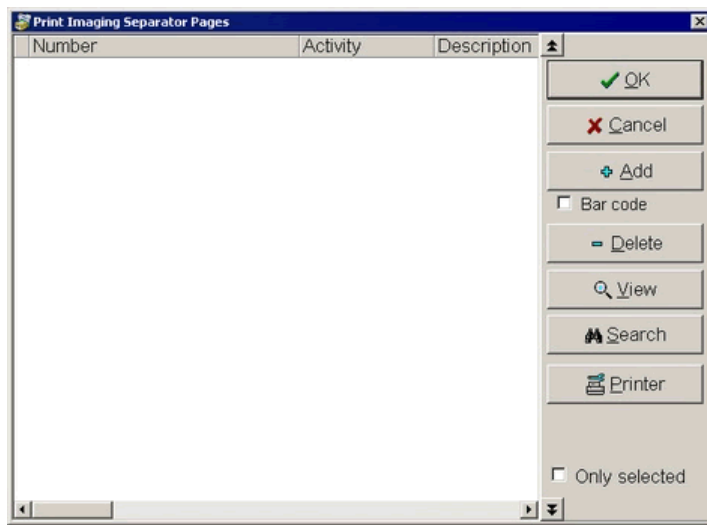 Print Imaging Separator Pages
Number Activity Description
OK
Cancel
Add
Bar code
Delete
View
Search
Printer
Only selected